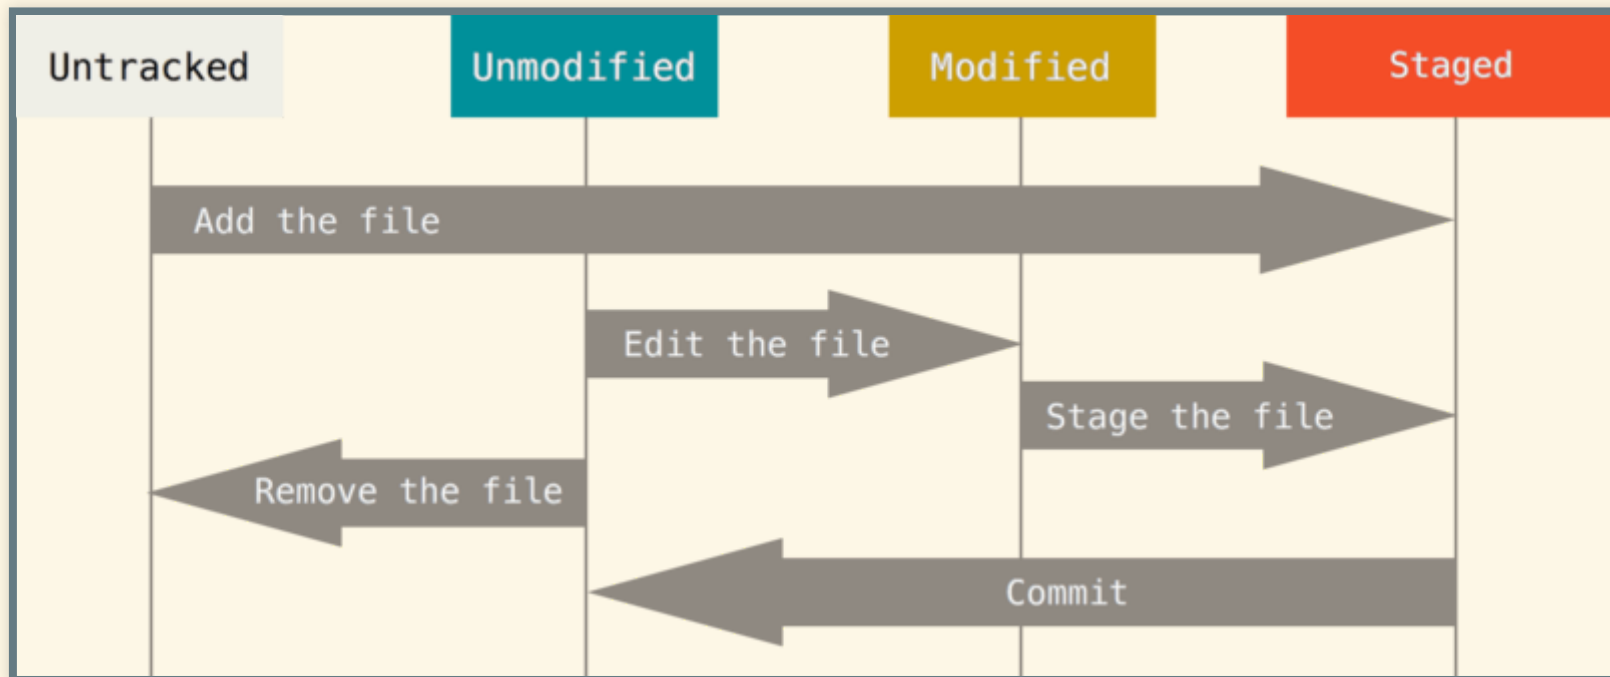 Untracked
Unmodified
Modified
Staged
Add the file
Edit the file
Stage the file
Remove the file
Commit